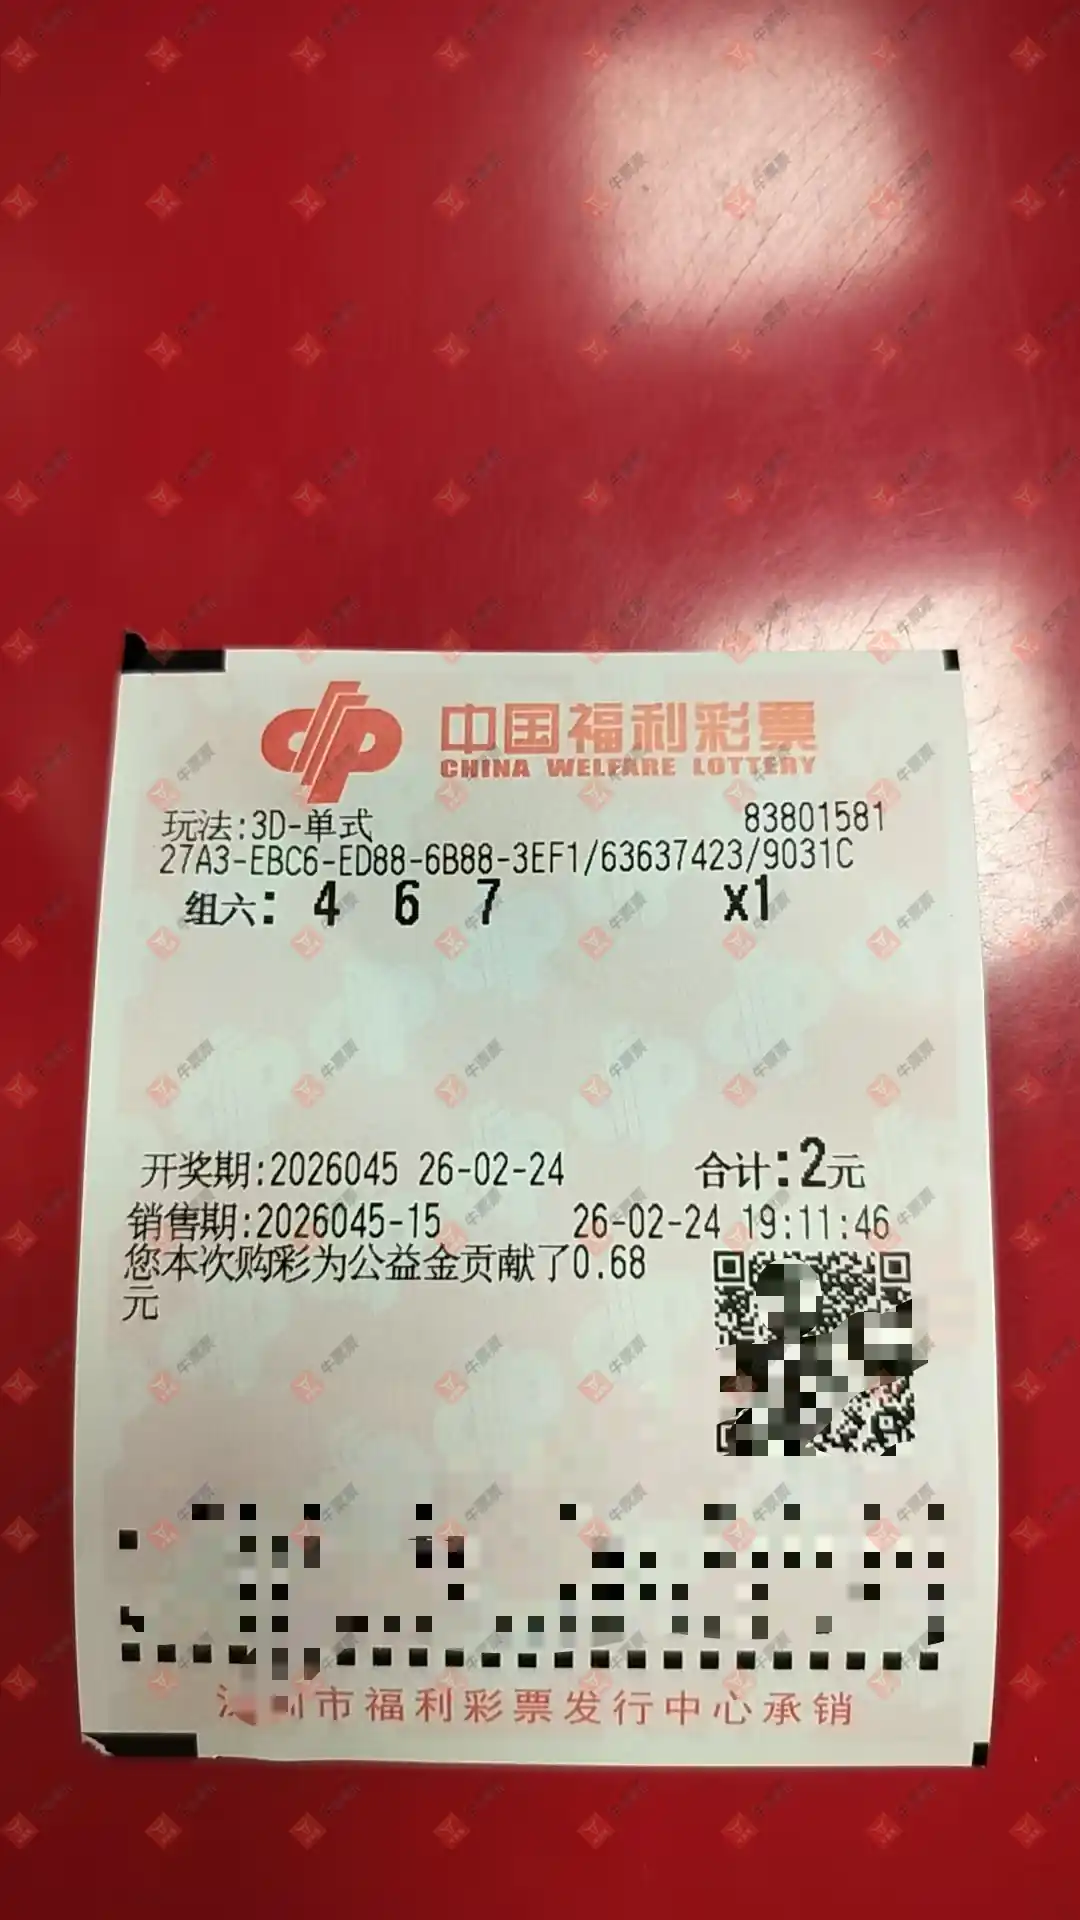 中国福利彩票
CHINA WELFARE LOTTERY
玩法:3D-单式 83801581
27A3-EBC6-ED88-6B88-3EF1/63637423/9031C
组六: 4 6 7 x1
开奖期:2026045 26-02-24 合计:2元
销售期:2026045-15 26-02-24 19:11:46
您本次购彩为公益金贡献了0.68
元
市福利彩票发行中心承销
牛票票